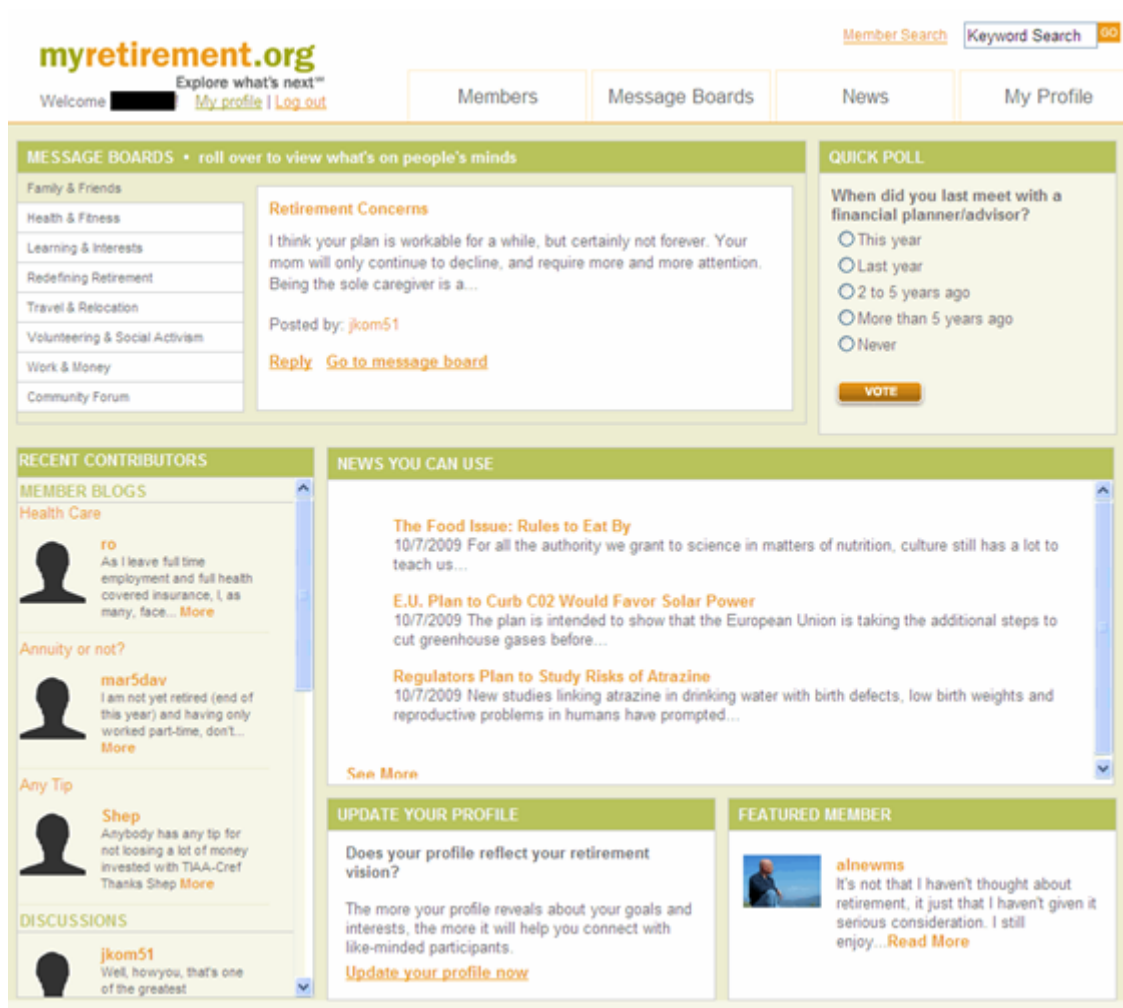 Member Search Keyword Search GO
myretirement.org
Explore what's next℠
Welcome ! My profile | Log out
Members Message Boards News My Profile
MESSAGE BOARDS • roll over to view what's on people's minds
Family & Friends
Health & Fitness
Learning & Interests
Redefining Retirement
Travel & Relocation
Volunteering & Social Activism
Work & Money
Community Forum
Retirement Concerns
I think your plan is workable for a while, but certainly not forever. Your
mom will only continue to decline, and require more and more attention.
Being the sole caregiver is a...
Posted by: jkom51
Reply Go to message board
QUICK POLL
When did you last meet with a
financial planner/advisor?
This year
Last year
2 to 5 years ago
More than 5 years ago
Never
VOTE
RECENT CONTRIBUTORS
MEMBER BLOGS
Health Care
ro
As I leave full time
employment and full health
covered insurance, I, as
many, face... More
Annuity or not?
mar5dav
I am not yet retired (end of
this year) and having only
worked part-time, don't...
More
Any Tip
Shep
Anybody has any tip for
not loosing a lot of money
invested with TIAA-Cref
Thanks Shep More
DISCUSSIONS
jkom51
Well, howyou, that's one
of the greatest
NEWS YOU CAN USE
The Food Issue: Rules to Eat By
10/7/2009 For all the authority we grant to science in matters of nutrition, culture still has a lot to
teach us...
E.U. Plan to Curb C02 Would Favor Solar Power
10/7/2009 The plan is intended to show that the European Union is taking the additional steps to
cut greenhouse gases before...
Regulators Plan to Study Risks of Atrazine
10/7/2009 New studies linking atrazine in drinking water with birth defects, low birth weights and
reproductive problems in humans have prompted...
See More
UPDATE YOUR PROFILE
Does your profile reflect your retirement
vision?
The more your profile reveals about your goals and
interests, the more it will help you connect with
like-minded participants.
Update your profile now
FEATURED MEMBER
alnewms
It's not that I haven't thought about
retirement, it just that I haven't given it
serious consideration. I still
enjoy...Read More